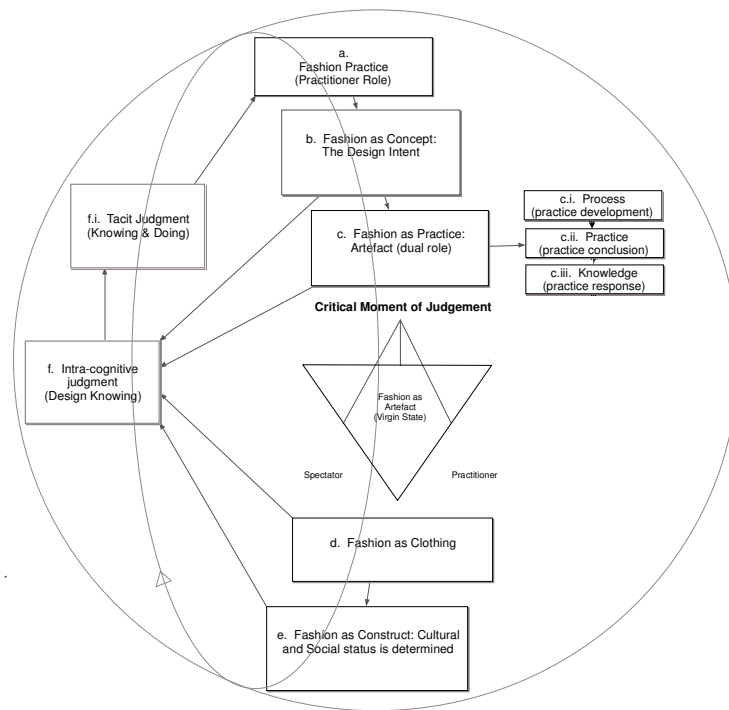 a.
Fashion Practice
(Practitioner Role)
b. Fashion as Concept:
The Design Intent
f.i. Tacit Judgment
(Knowing & Doing)
c. Fashion as Practice:
Artefact (dual role)
c.i. Process
(practice development)
c.ii. Practice
(practice conclusion)
c.iii. Knowledge
(practice response)
Critical Moment of Judgement
f. Intra-cognitive
judgment
(Design Knowing)
Fashion as
Artefact
(Virgin State)
Spectator
Practitioner
d. Fashion as Clothing
e. Fashion as Construct: Cultural
and Social status is determined